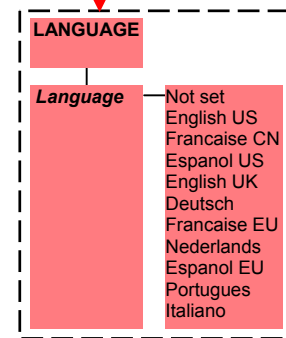 LANGUAGE
Language
Not set
English US
Francaise CN
Espanol US
English UK
Deutsch
Francaise EU
Nederlands
Espanol EU
Portugues
Italiano